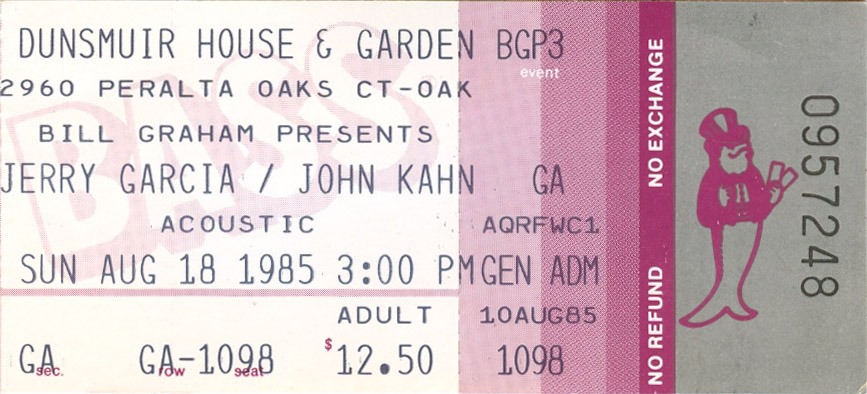 DUNSMUIR HOUSE & GARDEN BGP3
event
2960 PERALTA OAKS CT-OAK
BILL GRAHAM PRESENTS
JERRY GARCIA / JOHN KAHN GA
ACOUSTIC AQRFWC1
SUN AUG 18 1985 3:00 PM GEN ADM
ADULT 10AUG85
GA GA-1098 $12.50 1098
sec. row seat
BASS
NO REFUND NO EXCHANGE
0957248